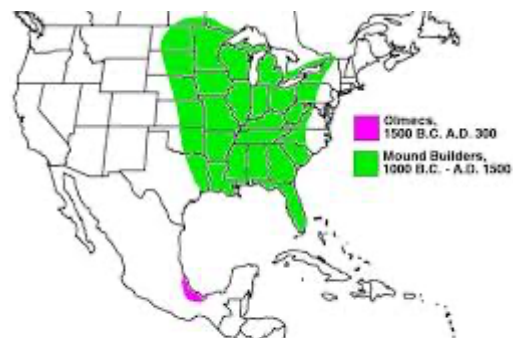 Olmecs,
1500 B.C. A.D. 300
Mound Builders,
1000 B.C. - A.D. 1500